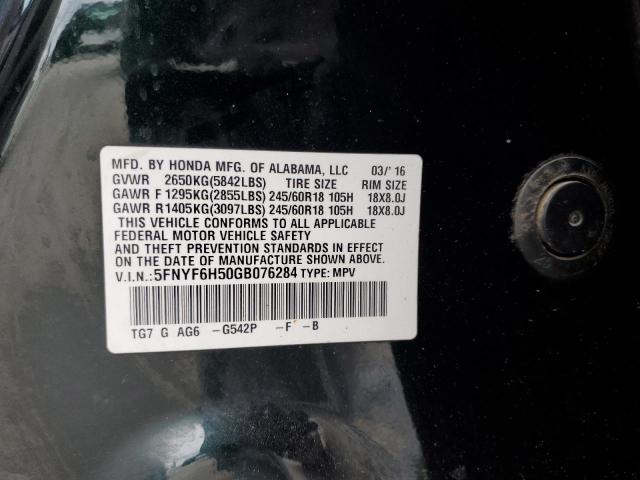 MFD. BY HONDA MFG. OF ALABAMA, LLC 03/'16
GVWR 2650KG(5842LBS) TIRE SIZE RIM SIZE
GAWR F 1295KG(2855LBS) 245/60R18 105H 18X8.0J
GAWR R 1405KG(3097LBS) 245/60R18 105H 18X8.0J
THIS VEHICLE CONFORMS TO ALL APPLICABLE
FEDERAL MOTOR VEHICLE SAFETY
AND THEFT PREVENTION STANDARDS IN EFFECT
ON THE DATE OF MANUFACTURE SHOWN ABOVE.
V.I.N.:5FNYF6H50GB076284 TYPE: MPV
TG7 G AG6 -G542P -F -B